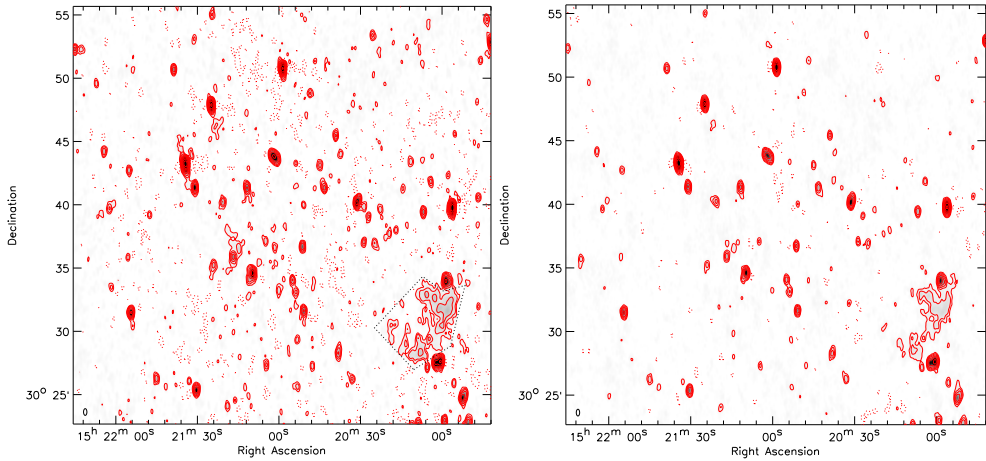 55
50
45
40
35
30
30° 25'
Declination
0
15h 22m 00s
21m 30s
00s
20m 30s
00s
Right Ascension
55
50
45
40
35
30
30° 25'
Declination
0
15h 22m 00s
21m 30s
00s
20m 30s
00s
Right Ascension